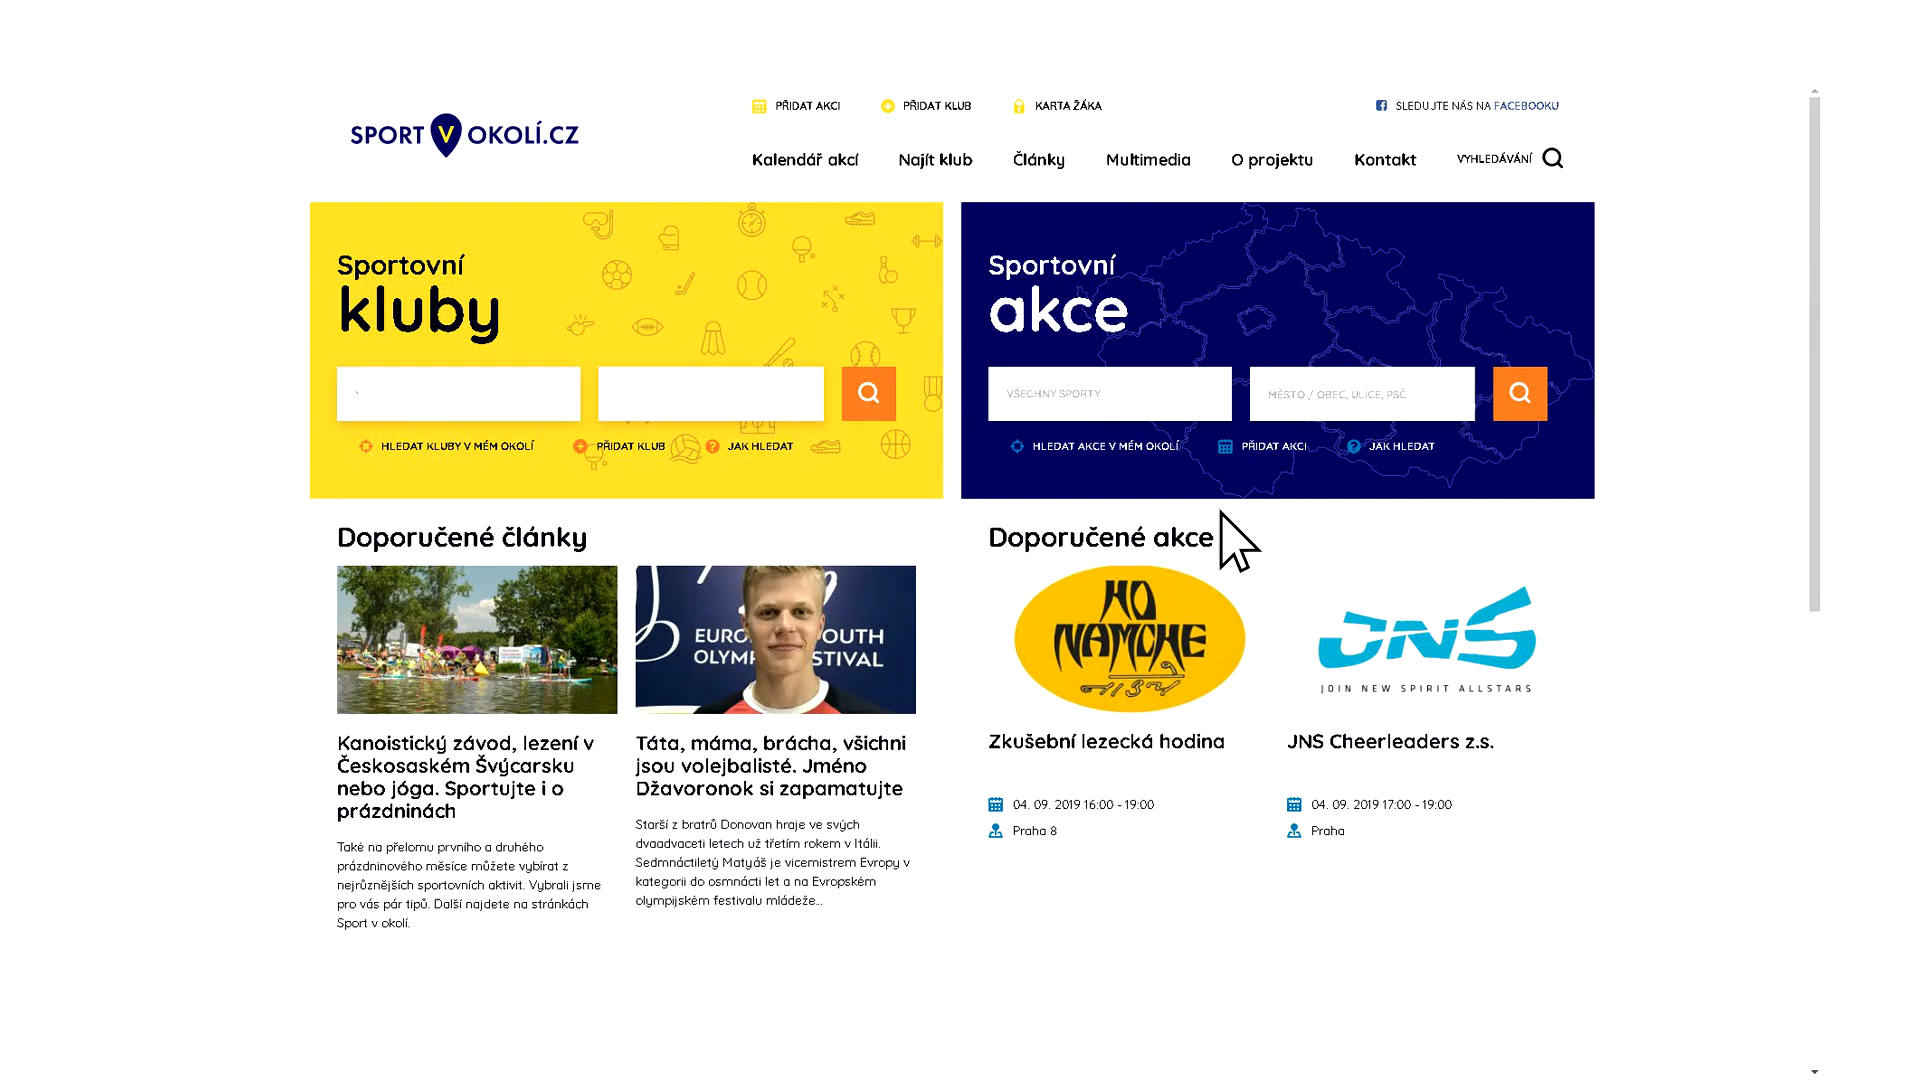 PŘIDAT AKCI
PŘIDAT KLUB
KARTA ŽÁKA
SLEDUJTE NÁS NA FACEBOOKU
SPORT V OKOLÍ.CZ
Kalendář akcí
Najít klub
Články
Multimedia
O projektu
Kontakt
VYHLEDÁVÁNÍ
Sportovní
kluby
HLEDAT KLUBY V MÉM OKOLÍ
PŘIDAT KLUB
JAK HLEDAT
Sportovní
akce
VŠECHNY SPORTY
MĚSTO / OBEC, ULICE, PSČ
HLEDAT AKCE V MÉM OKOLÍ
PŘIDAT AKCI
JAK HLEDAT
Doporučené články
EURO OUTH
OLYM STIVAL
Kanoistický závod, lezení v
Českosaském Švýcarsku
nebo jóga. Sportujte i o
prázdninách
Také na přelomu prvního a druhého
prázdninového měsíce můžete vybírat z
nejrůznějších sportovních aktivit. Vybrali jsme
pro vás pár tipů. Další najdete na stránkách
Sport v okolí.
Táta, máma, brácha, všichni
jsou volejbalisté. Jméno
Džavoronok si zapamatujte
Starší z bratrů Donovan hraje ve svých
dvaadvaceti letech už třetím rokem v Itálii.
Sedmnáctiletý Matyáš je vicemistrem Evropy v
kategorii do osmnácti let a na Evropském
olympijském festivalu mládeže...
Doporučené akce
HO
NAMCHE
Zkušební lezecká hodina
04. 09. 2019 16:00 - 19:00
Praha 8
JNS
JOIN NEW SPIRIT ALLSTARS
JNS Cheerleaders z.s.
04. 09. 2019 17:00 - 19:00
Praha